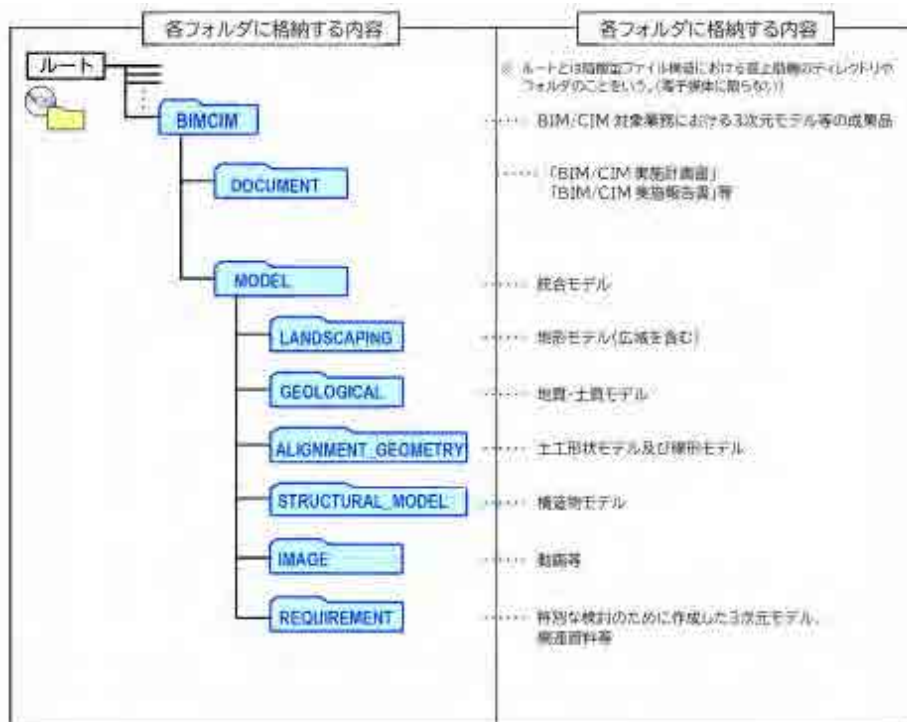 各フォルダに格納する内容
各フォルダに格納する内容
ルート
※ ルートとは階層型ファイル構造における最上階層のディレクトリや
フォルダのことをいう。(電子媒体に限らない)
BIMCIM
BIM/CIM 対象業務における3次元モデル等の成果品
DOCUMENT
「BIM/CIM 実施計画書」
「BIM/CIM 実施報告書」等
MODEL
統合モデル
LANDSCAPING
地形モデル(広域を含む)
GEOLOGICAL
地質・土質モデル
ALIGNMENT_GEOMETRY
土工形状モデル及び線形モデル
STRUCTURAL_MODEL
構造物モデル
IMAGE
動画等
REQUIREMENT
特別な検討のために作成した3次元モデル、
関連資料等